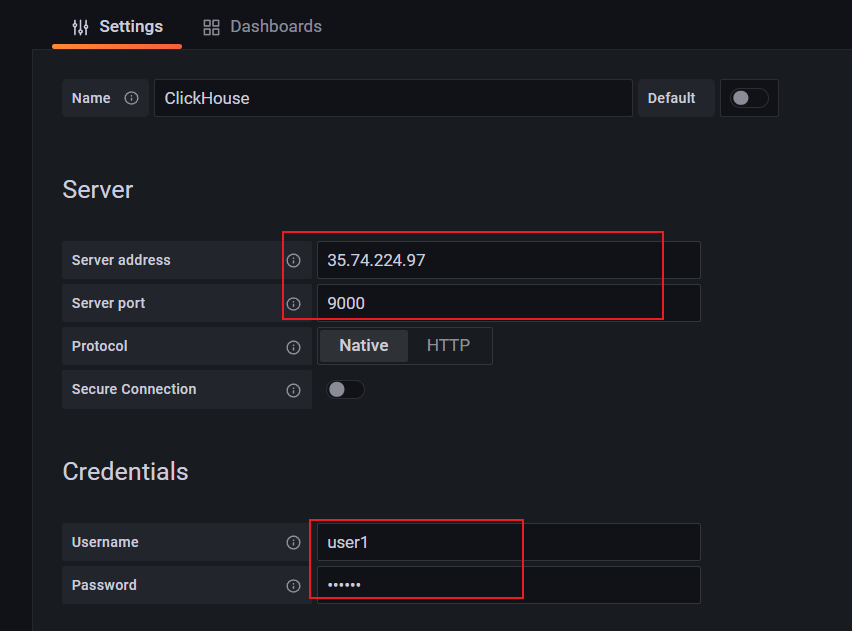 Settings Dashboards
Name ClickHouse Default
Server
Server address 35.74.224.97
Server port 9000
Protocol Native HTTP
Secure Connection
Credentials
Username user1
Password ••••••